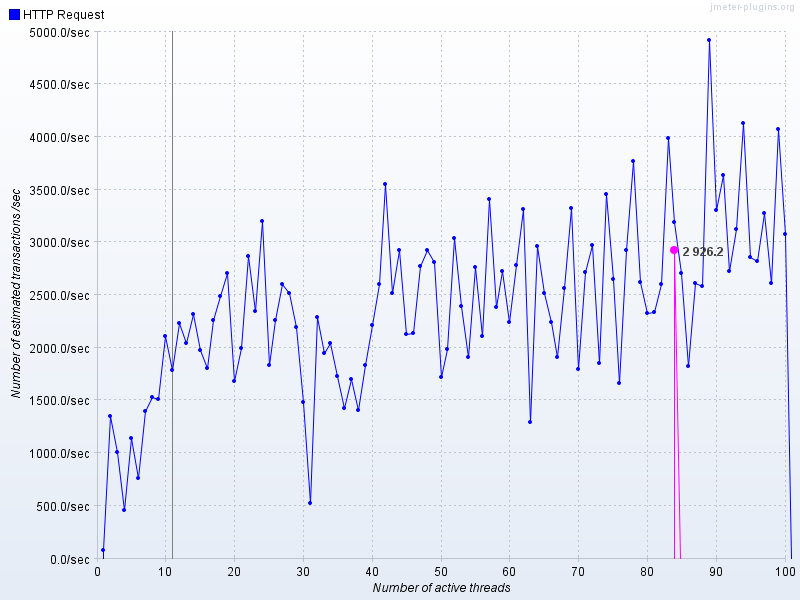 jmeter-plugins.org
HTTP Request
5000.0/sec
4500.0/sec
4000.0/sec
3500.0/sec
3000.0/sec
2500.0/sec
2000.0/sec
1500.0/sec
1000.0/sec
500.0/sec
0.0/sec
Number of estimated transactions /sec
2 926.2
0 10 20 30 40 50 60 70 80 90 100
Number of active threads